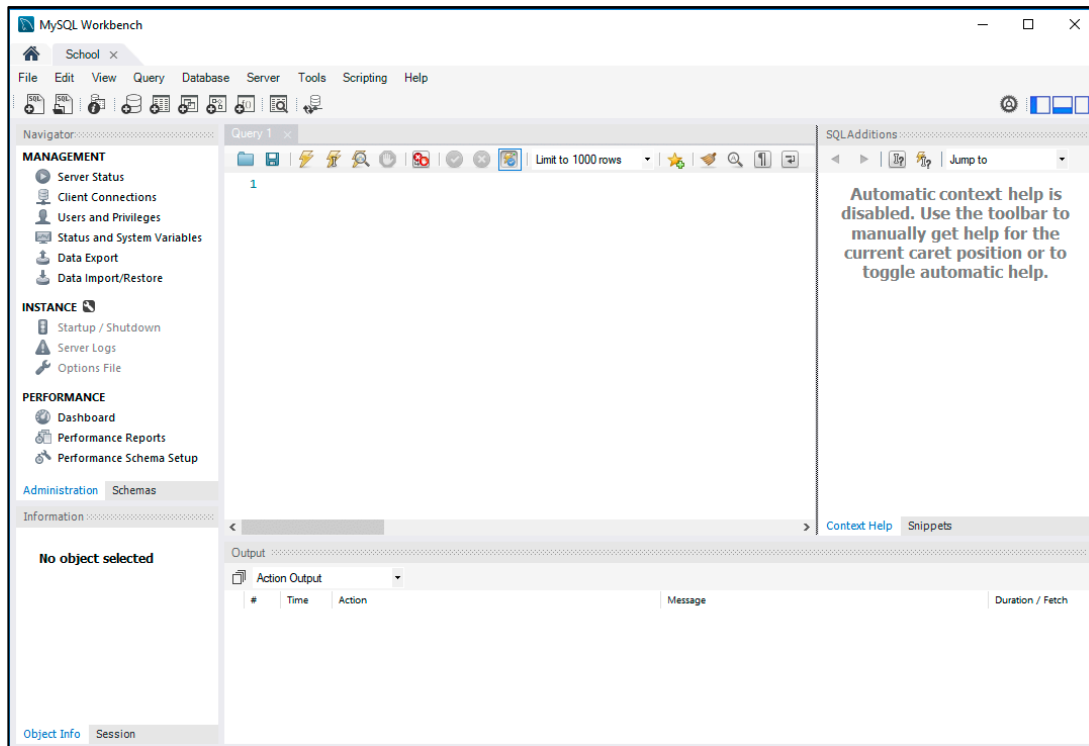 MySQL Workbench
School
File Edit View Query Database Server Tools Scripting Help
Navigator
MANAGEMENT
Server Status
Client Connections
Users and Privileges
Status and System Variables
Data Export
Data Import/Restore
INSTANCE
Startup / Shutdown
Server Logs
Options File
PERFORMANCE
Dashboard
Performance Reports
Performance Schema Setup
Administration Schemas
Information
No object selected
Object Info Session
Query 1
Limit to 1000 rows
1
SQLAdditions
Jump to
Automatic context help is
disabled. Use the toolbar to
manually get help for the
current caret position or to
toggle automatic help.
Context Help Snippets
Output
Action Output
# Time Action Message Duration / Fetch